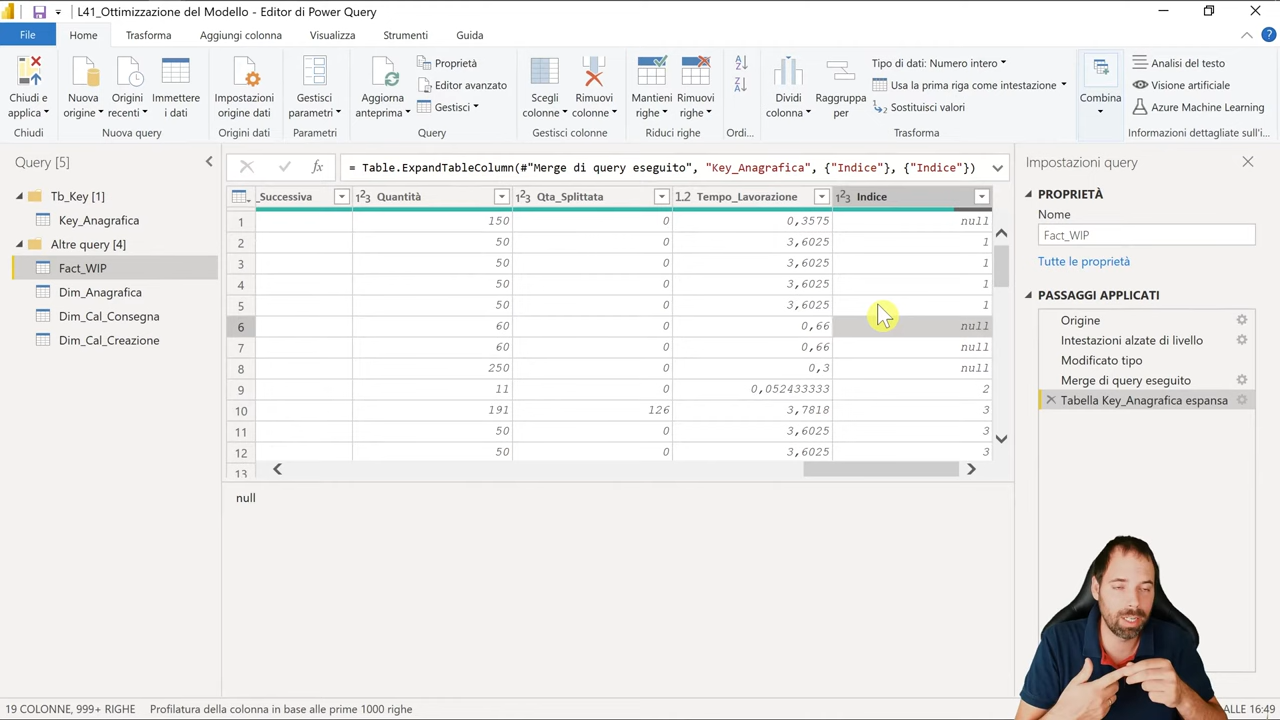 L41_Ottimizzazione del Modello - Editor di Power Query
File
Home
Trasforma
Aggiungi colonna
Visualizza
Strumenti
Guida
Chiudi e applica
Chiudi
Nuova origine
Origini recenti
Immettere i dati
Nuova query
Impostazioni origine dati
Origini dati
Gestisci parametri
Parametri
Aggiorna anteprima
Proprietà
Editor avanzato
Gestisci
Query
Scegli colonne
Rimuovi colonne
Gestisci colonne
Mantieni righe
Rimuovi righe
Riduci righe
Ordi...
Dividi colonna
Raggruppa per
Tipo di dati: Numero intero
Usa la prima riga come intestazione
Sostituisci valori
Trasforma
Combina
Analisi del testo
Visione artificiale
Azure Machine Learning
Informazioni dettagliate sull'i...
Query [5]
Tb_Key [1]
Key_Anagrafica
Altre query [4]
Fact_WIP
Dim_Anagrafica
Dim_Cal_Consegna
Dim_Cal_Creazione
fx
= Table.ExpandTableColumn(#"Merge di query eseguito", "Key_Anagrafica", {"Indice"}, {"Indice"})
_Successiva 123 Quantità 123 Qta_Splittata 1.2 Tempo_Lavorazione 123 Indice
1 150 0 0,3575 null
2 50 0 3,6025 1
3 50 0 3,6025 1
4 50 0 3,6025 1
5 50 0 3,6025 1
6 60 0 0,66 null
7 60 0 0,66 null
8 250 0 0,3 null
9 11 0 0,052433333 2
10 191 126 3,7818 3
11 50 0 3,6025 3
12 50 0 3,6025 3
13
null
Impostazioni query
PROPRIETÀ
Nome
Fact_WIP
Tutte le proprietà
PASSAGGI APPLICATI
Origine
Intestazioni alzate di livello
Modificato tipo
Merge di query eseguito
Tabella Key_Anagrafica espansa
19 COLONNE, 999+ RIGHE
Profilatura della colonna in base alle prime 1000 righe
ALLE 16:49